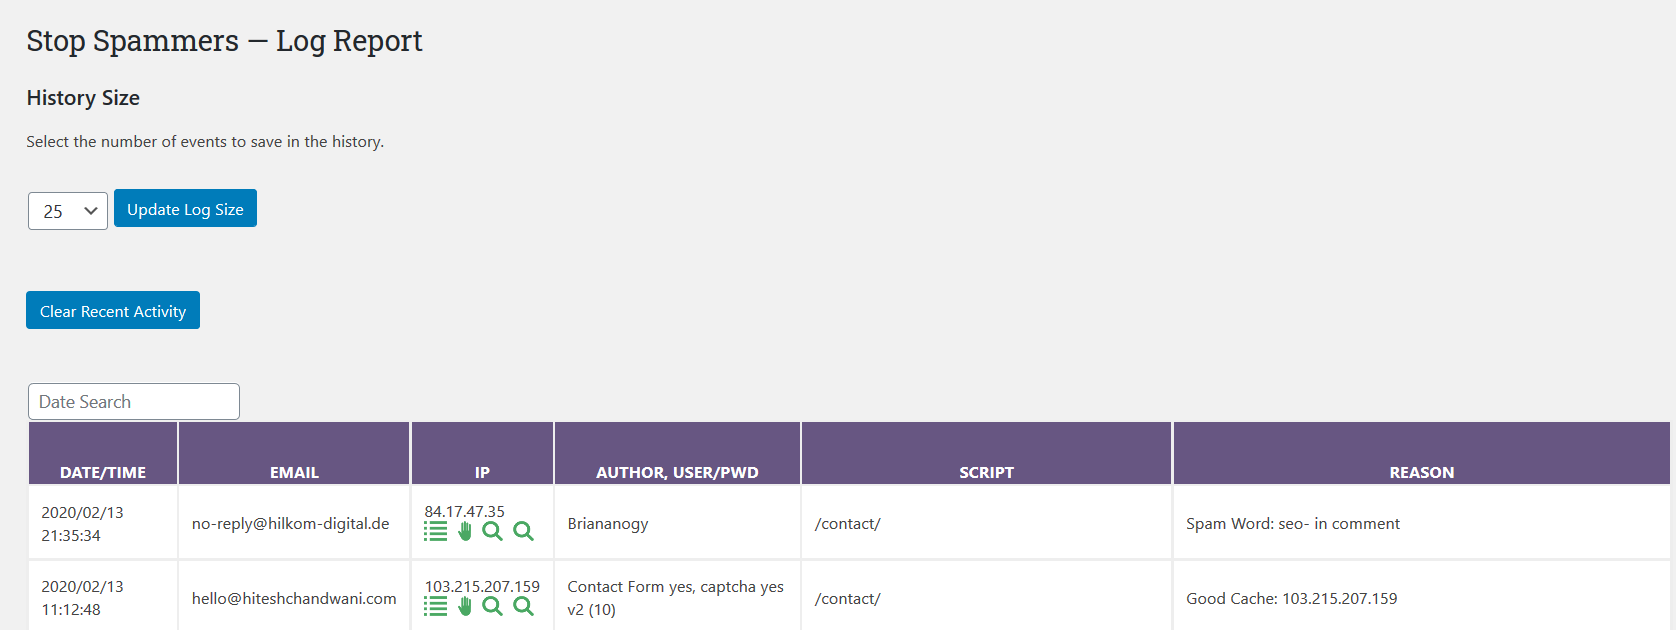 Stop Spammers — Log Report
History Size
Select the number of events to save in the history.
25
Update Log Size
Clear Recent Activity
Date Search
DATE/TIME EMAIL IP AUTHOR, USER/PWD SCRIPT REASON
2020/02/13
21:35:34
no-reply@hilkom-digital.de
84.17.47.35
Briananogy
/contact/
Spam Word: seo- in comment
2020/02/13
11:12:48
hello@hiteshchandwani.com
103.215.207.159
Contact Form yes, captcha yes
v2 (10)
/contact/
Good Cache: 103.215.207.159